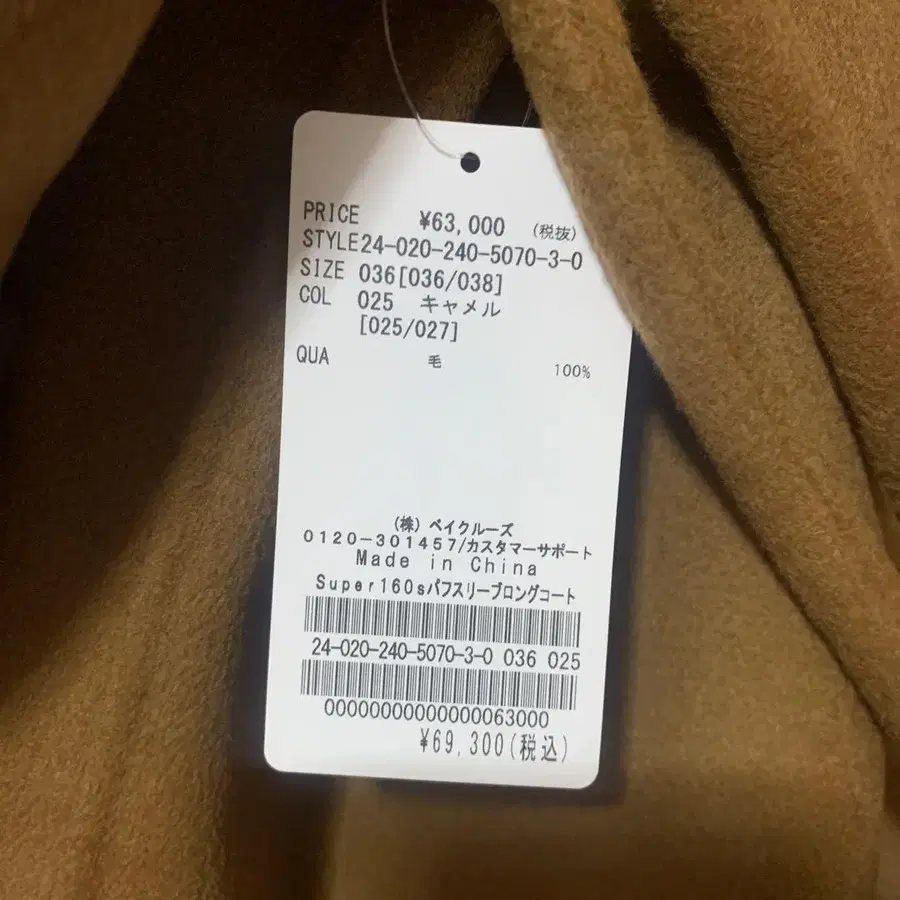 PRICE ¥63,000 (税抜)
STYLE24-020-240-5070-3-0
SIZE 036[036/038]
COL 025 キャメル
[025/027]
QUA 毛 100%
(株) ベイクルーズ
0120-301457/カスタマーサポート
Made in China
Super160sパフスリーブロングコート
24-020-240-5070-3-0 036 025
00000000000000063000
¥69,300(税込)